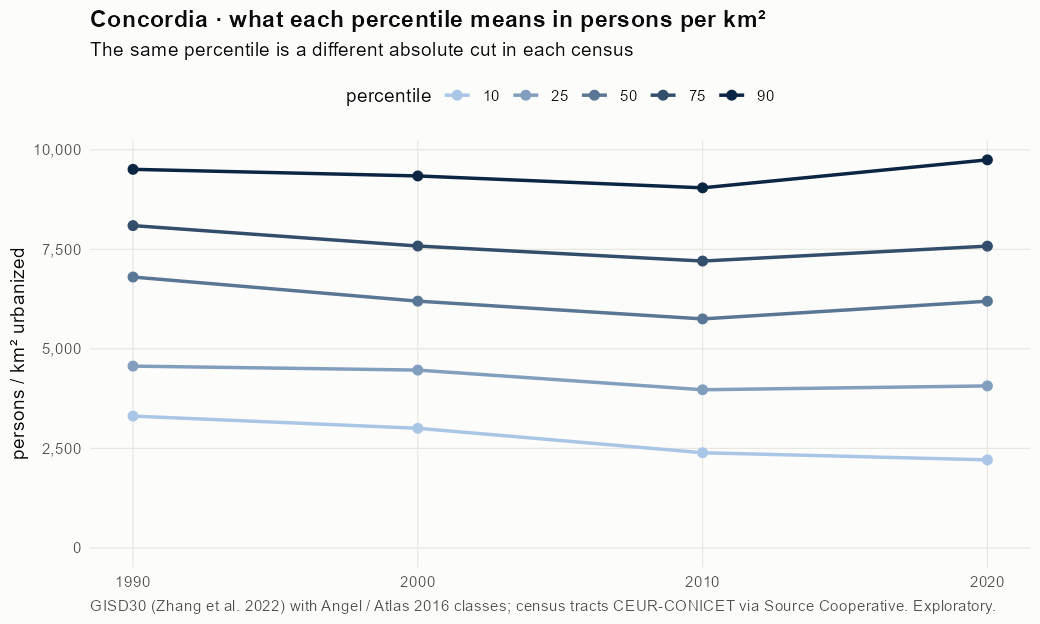 Concordia · what each percentile means in persons per km²
The same percentile is a different absolute cut in each census
percentile 10 25 50 75 90
persons / km² urbanized
10,000
7,500
5,000
2,500
0
1990 2000 2010 2020
GISD30 (Zhang et al. 2022) with Angel / Atlas 2016 classes; census tracts CEUR-CONICET via Source Cooperative. Exploratory.